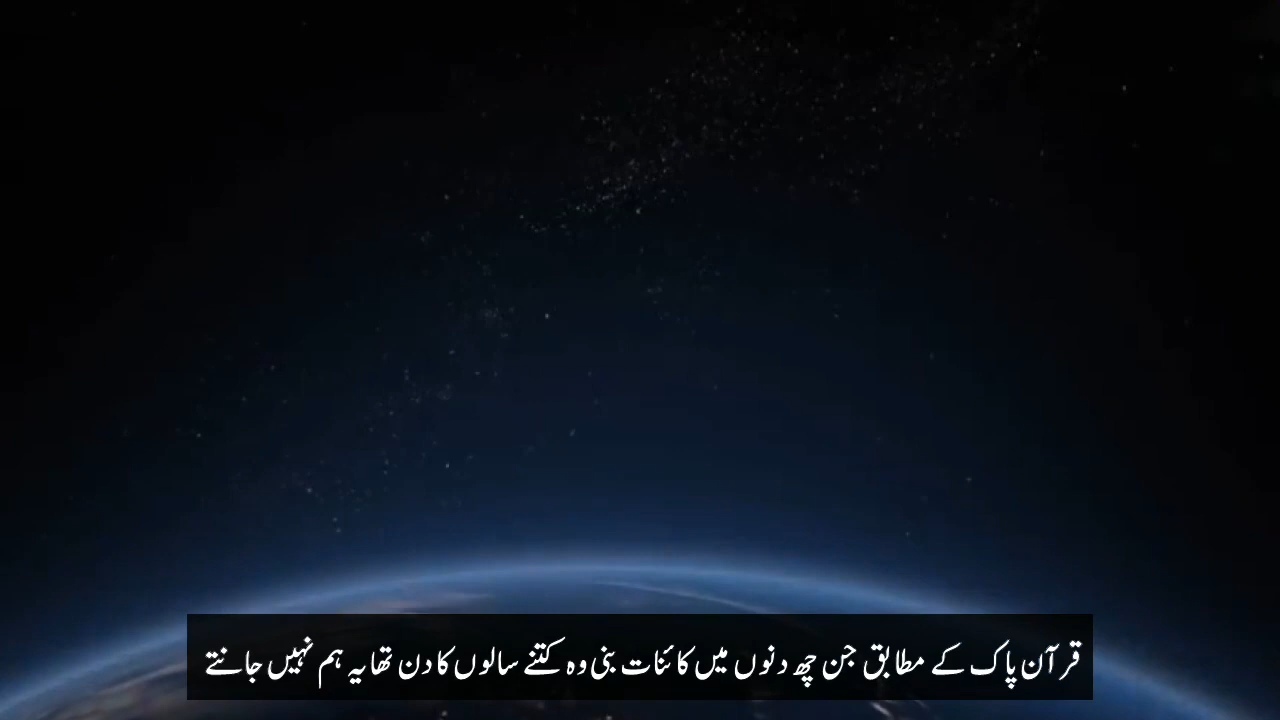 قرآن پاک کے مطابق جن چھ دنوں میں کائنات بنی وہ کتنے سالوں کا دن تھا یہ ہم نہیں جانتے